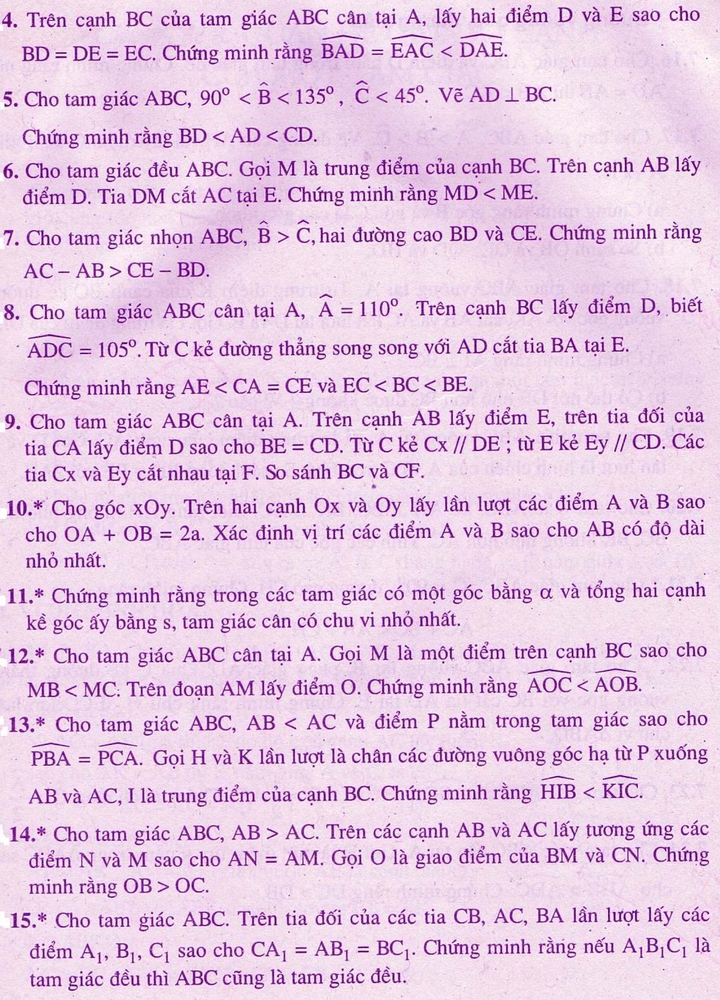 4. Trên cạnh BC của tam giác ABC cân tại A, lấy hai điểm D và E sao cho
BD = DE = EC. Chứng minh rằng \widehat{BAD} = \widehat{EAC} < \widehat{DAE}.
5. Cho tam giác ABC, 90° < \widehat{B} < 135°, \widehat{C} < 45°. Vẽ AD ⊥ BC.
Chứng minh rằng BD < AD < CD.
6. Cho tam giác đều ABC. Gọi M là trung điểm của cạnh BC. Trên cạnh AB lấy
điểm D. Tia DM cắt AC tại E. Chứng minh rằng MD < ME.
7. Cho tam giác nhọn ABC, \widehat{B} > \widehat{C}, hai đường cao BD và CE. Chứng minh rằng
AC – AB > CE – BD.
8. Cho tam giác ABC cân tại A, \widehat{A} = 110°. Trên cạnh BC lấy điểm D, biết
\widehat{ADC} = 105°. Từ C kẻ đường thẳng song song với AD cắt tia BA tại E.
Chứng minh rằng AE < CA = CE và EC < BC < BE.
9. Cho tam giác ABC cân tại A. Trên cạnh AB lấy điểm E, trên tia đối của
tia CA lấy điểm D sao cho BE = CD. Từ C kẻ Cx // DE ; từ E kẻ Ey // CD. Các
tia Cx và Ey cắt nhau tại F. So sánh BC và CF.
10.* Cho góc xOy. Trên hai cạnh Ox và Oy lấy lần lượt các điểm A và B sao
cho OA + OB = 2a. Xác định vị trí các điểm A và B sao cho AB có độ dài
nhỏ nhất.
11.* Chứng minh rằng trong các tam giác có một góc bằng α và tổng hai cạnh
kề góc ấy bằng s, tam giác cân có chu vi nhỏ nhất.
12.* Cho tam giác ABC cân tại A. Gọi M là một điểm trên cạnh BC sao cho
MB < MC. Trên đoạn AM lấy điểm O. Chứng minh rằng \widehat{AOC} < \widehat{AOB}.
13.* Cho tam giác ABC, AB < AC và điểm P nằm trong tam giác sao cho
\widehat{PBA} = \widehat{PCA}. Gọi H và K lần lượt là chân các đường vuông góc hạ từ P xuống
AB và AC, I là trung điểm của cạnh BC. Chứng minh rằng \widehat{HIB} < \widehat{KIC}.
14.* Cho tam giác ABC, AB > AC. Trên các cạnh AB và AC lấy tương ứng các
điểm N và M sao cho AN = AM. Gọi O là giao điểm của BM và CN. Chứng
minh rằng OB > OC.
15.* Cho tam giác ABC. Trên tia đối của các tia CB, AC, BA lần lượt lấy các
điểm A₁, B₁, C₁ sao cho CA₁ = AB₁ = BC₁. Chứng minh rằng nếu A₁B₁C₁ là
tam giác đều thì ABC cũng là tam giác đều.